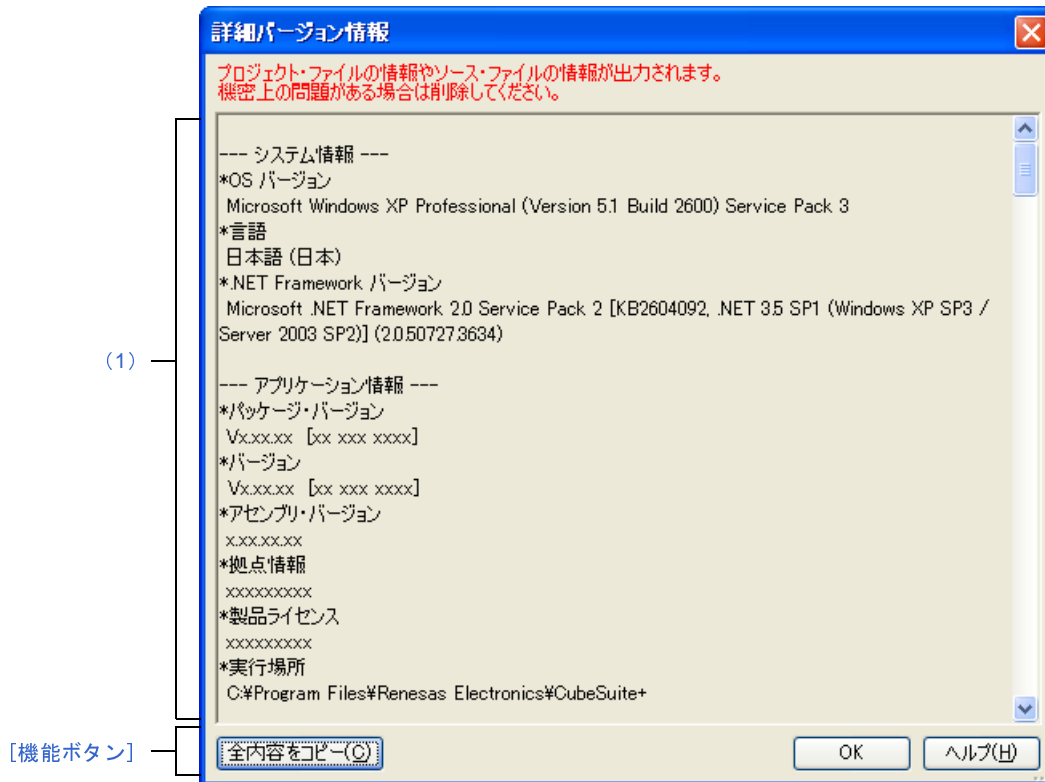 詳細バージョン情報
プロジェクト・ファイルの情報やソース・ファイルの情報が出力されます。
機密上の問題がある場合は削除してください。
--- システム情報 ---
*OS バージョン
Microsoft Windows XP Professional (Version 5.1 Build 2600) Service Pack 3
*言語
日本語 (日本)
*.NET Framework バージョン
Microsoft .NET Framework 2.0 Service Pack 2 [KB2604092, .NET 3.5 SP1 (Windows XP SP3 /
Server 2003 SP2)] (2.0.50727.3634)
(1)
--- アプリケーション情報 ---
*パッケージ・バージョン
Vx.xx.xx [xx xxx xxxx]
*バージョン
Vx.xx.xx [xx xxx xxxx]
*アセンブリ・バージョン
x.xx.xx.xx
*拠点情報
xxxxxxxxx
*製品ライセンス
xxxxxxxxx
*実行場所
C:¥Program Files¥Renesas Electronics¥CubeSuite+
[機能ボタン]
全内容をコピー(C)
OK
ヘルプ(H)